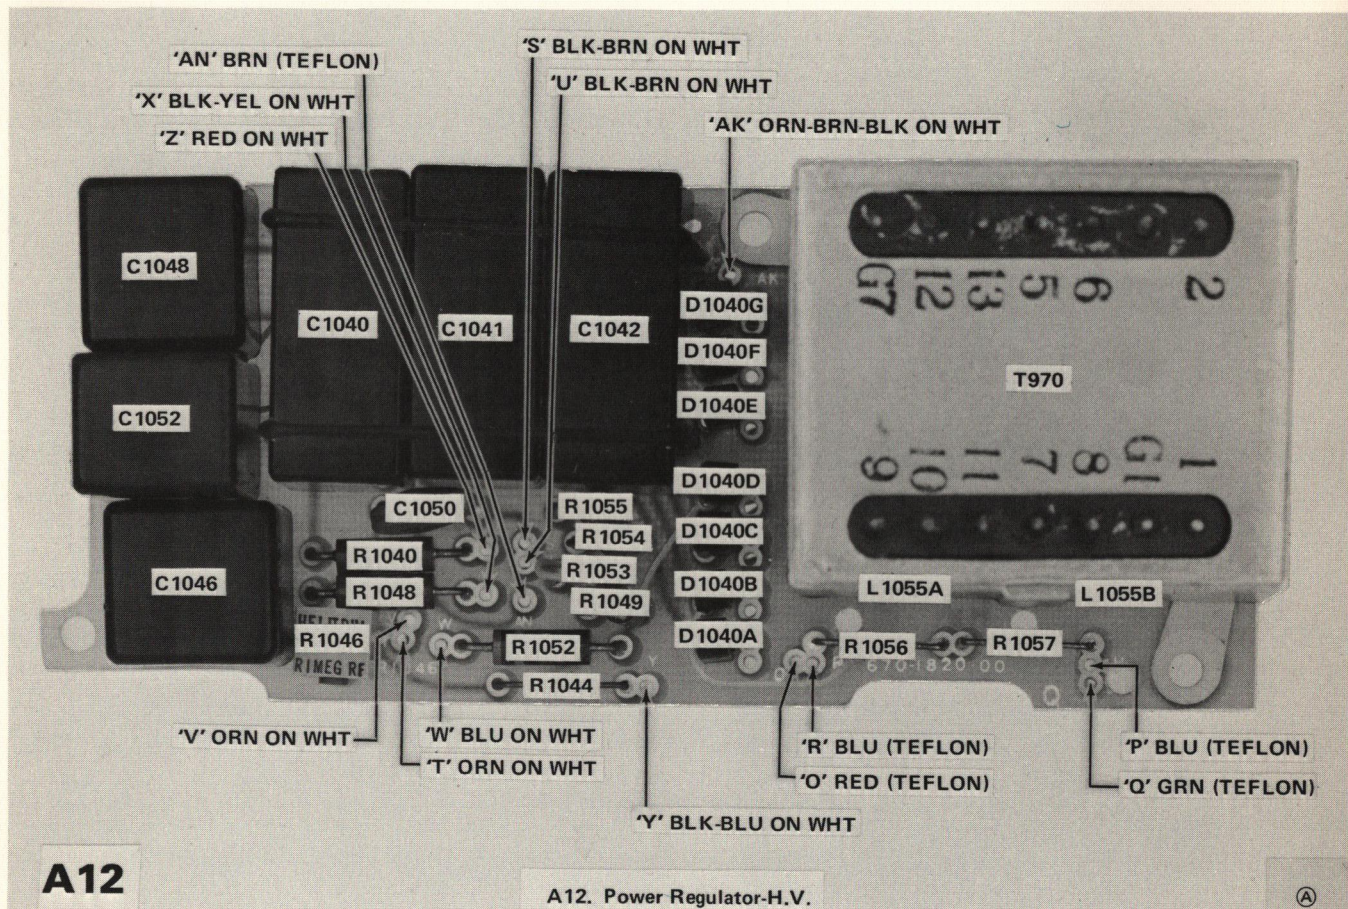 'S' BLK-BRN ON WHT
'AN' BRN (TEFLON)
'U' BLK-BRN ON WHT
'X' BLK-YEL ON WHT
'AK' ORN-BRN-BLK ON WHT
'Z' RED ON WHT
C1048
C1040
C1041
C1042
AK
D1040G
D1040F
D1040E
D1040D
D1040C
D1040B
D1040A
G7 12 13 5 6 2
T970
9 10 11 7 8 G1 1
C1052
C1050
R1055
R1054
R1053
R1049
C1046
R1040
R1048
R1046
W
AN
R1052
Y
R1044
L1055A
L1055B
R1056
R1057
P 670-1820-00
Q
'V' ORN ON WHT
'W' BLU ON WHT
'T' ORN ON WHT
'R' BLU (TEFLON)
'O' RED (TEFLON)
'P' BLU (TEFLON)
'Q' GRN (TEFLON)
'Y' BLK-BLU ON WHT
A12
A12. Power Regulator-H.V.
Ⓐ